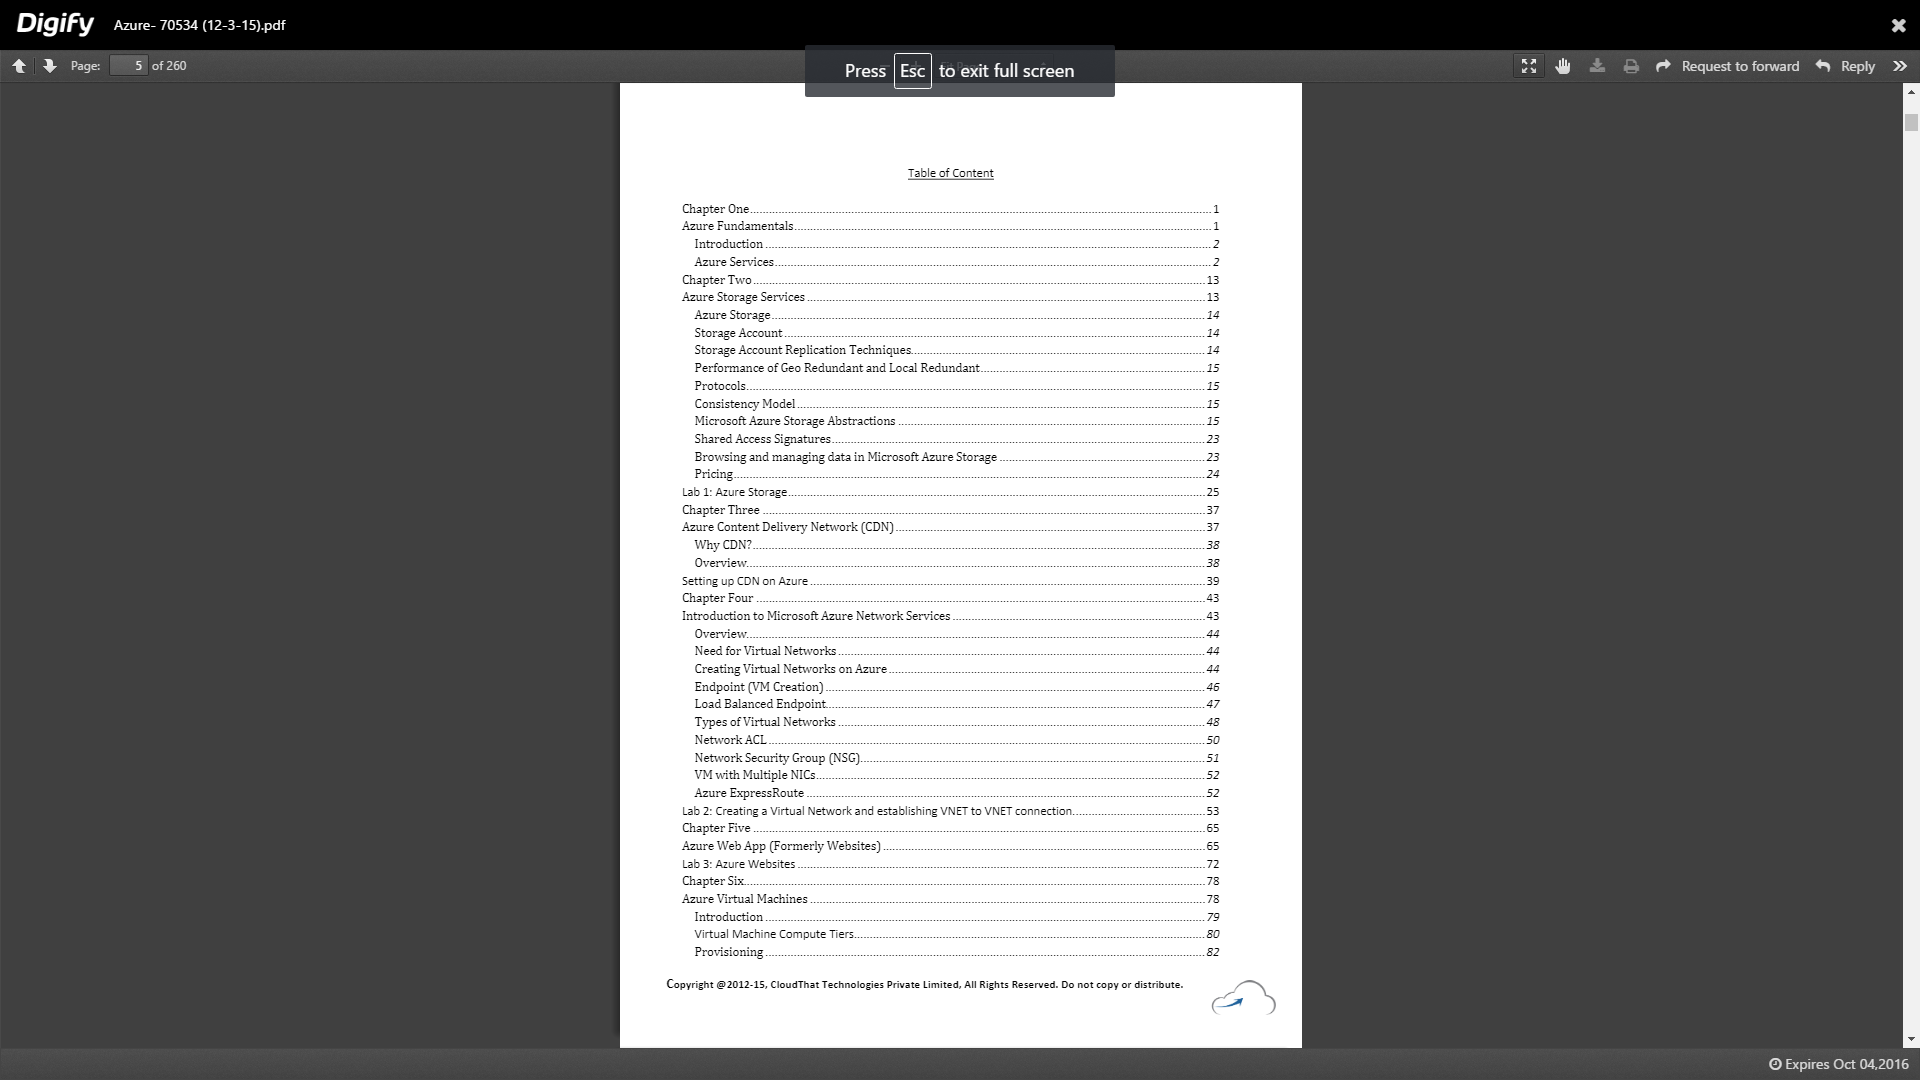 Digify Azure- 70534 (12-3-15).pdf
Page: 5 of 260
Press Esc to exit full screen
Request to forward Reply
Table of Content
Chapter One 1
Azure Fundamentals 1
Introduction 2
Azure Services 2
Chapter Two 13
Azure Storage Services 13
Azure Storage 14
Storage Account 14
Storage Account Replication Techniques 14
Performance of Geo Redundant and Local Redundant 15
Protocols 15
Consistency Model 15
Microsoft Azure Storage Abstractions 15
Shared Access Signatures 23
Browsing and managing data in Microsoft Azure Storage 23
Pricing 24
Lab 1: Azure Storage 25
Chapter Three 37
Azure Content Delivery Network (CDN) 37
Why CDN? 38
Overview 38
Setting up CDN on Azure 39
Chapter Four 43
Introduction to Microsoft Azure Network Services 43
Overview 44
Need for Virtual Networks 44
Creating Virtual Networks on Azure 44
Endpoint (VM Creation) 46
Load Balanced Endpoint 47
Types of Virtual Networks 48
Network ACL 50
Network Security Group (NSG) 51
VM with Multiple NICs 52
Azure ExpressRoute 52
Lab 2: Creating a Virtual Network and establishing VNET to VNET connection 53
Chapter Five 65
Azure Web App (Formerly Websites) 65
Lab 3: Azure Websites 72
Chapter Six 78
Azure Virtual Machines 78
Introduction 79
Virtual Machine Compute Tiers 80
Provisioning 82
Copyright @2012-15, CloudThat Technologies Private Limited, All Rights Reserved. Do not copy or distribute.
Expires Oct 04,2016